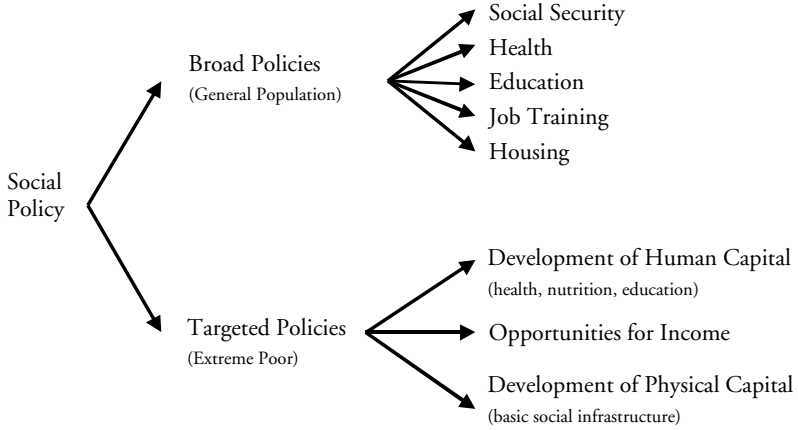 Social
Policy
Broad Policies
(General Population)
Social Security
Health
Education
Job Training
Housing
Targeted Policies
(Extreme Poor)
Development of Human Capital
(health, nutrition, education)
Opportunities for Income
Development of Physical Capital
(basic social infrastructure)